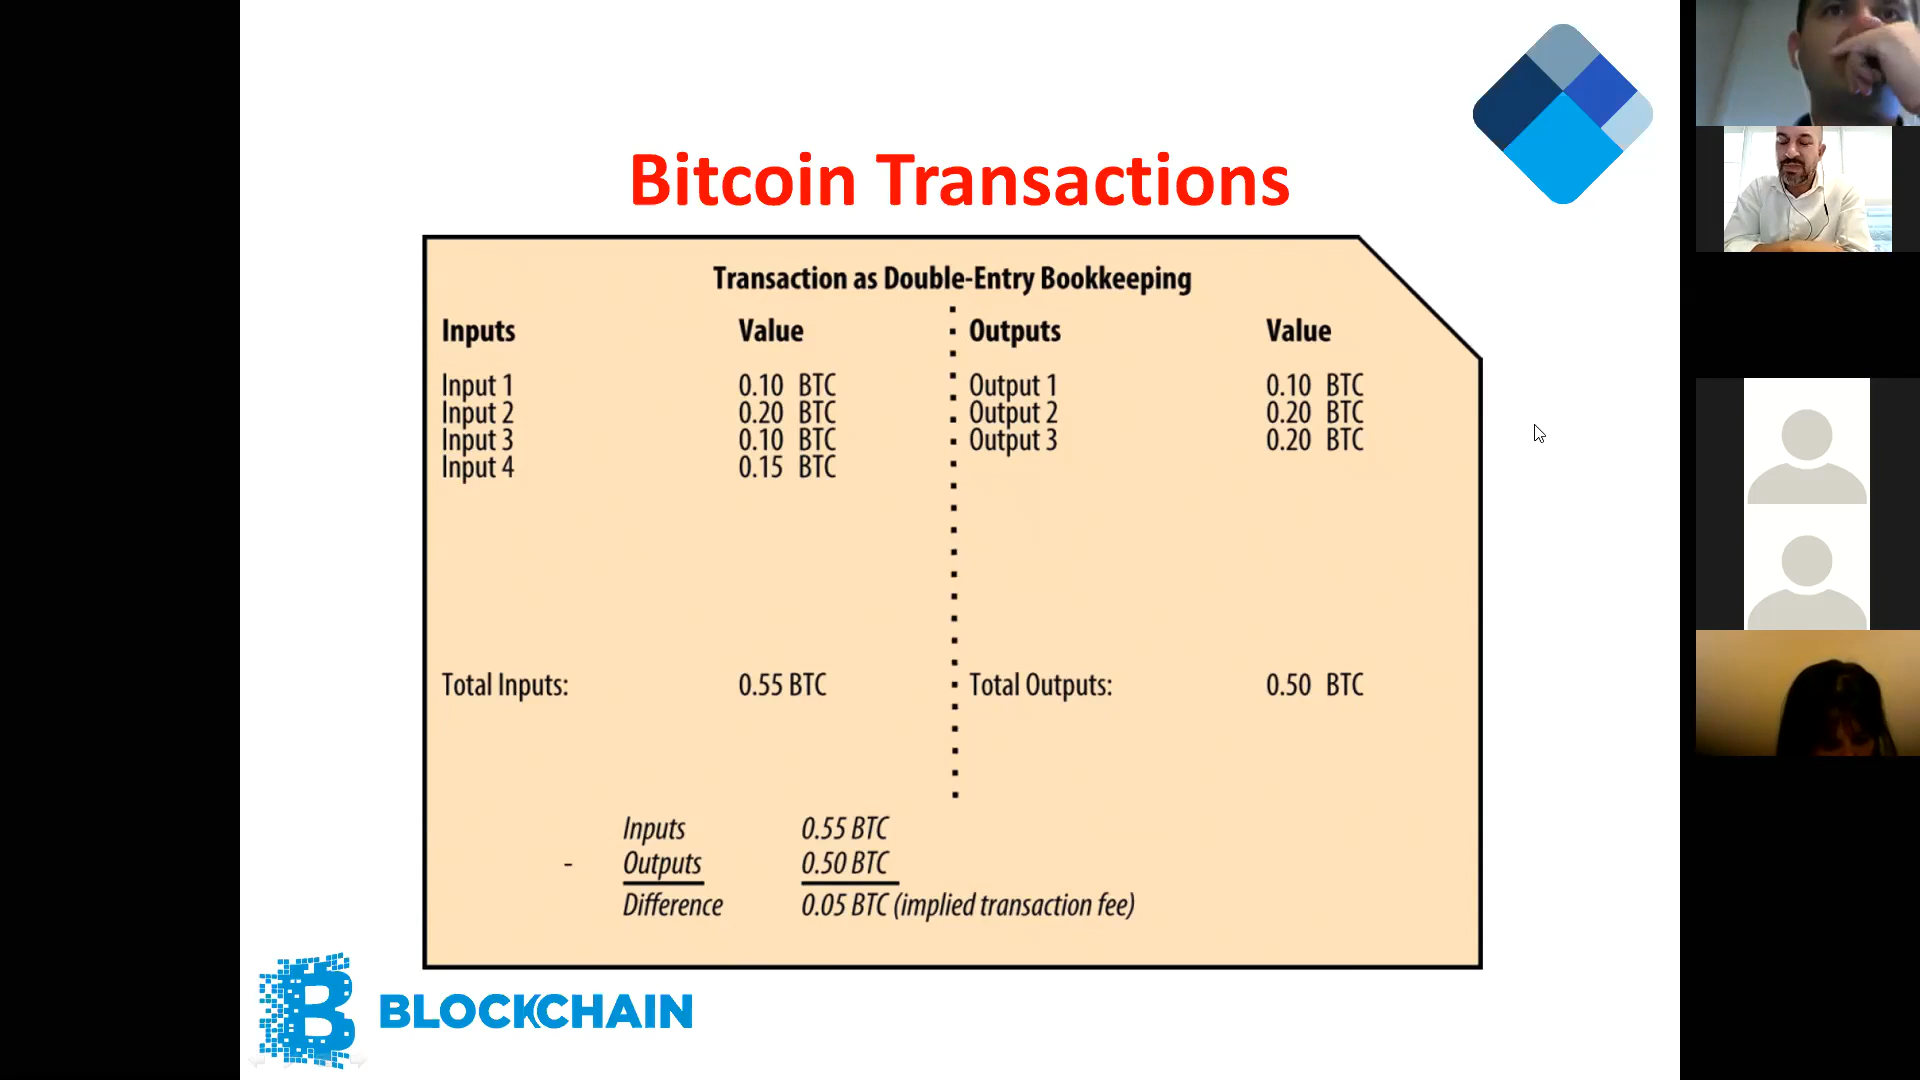 Bitcoin Transactions
Transaction as Double-Entry Bookkeeping
Inputs Value Outputs Value
Input 1 0.10 BTC Output 1 0.10 BTC
Input 2 0.20 BTC Output 2 0.20 BTC
Input 3 0.10 BTC Output 3 0.20 BTC
Input 4 0.15 BTC
Total Inputs: 0.55 BTC Total Outputs: 0.50 BTC
Inputs 0.55 BTC
- Outputs 0.50 BTC
Difference 0.05 BTC (implied transaction fee)
B BLOCKCHAIN